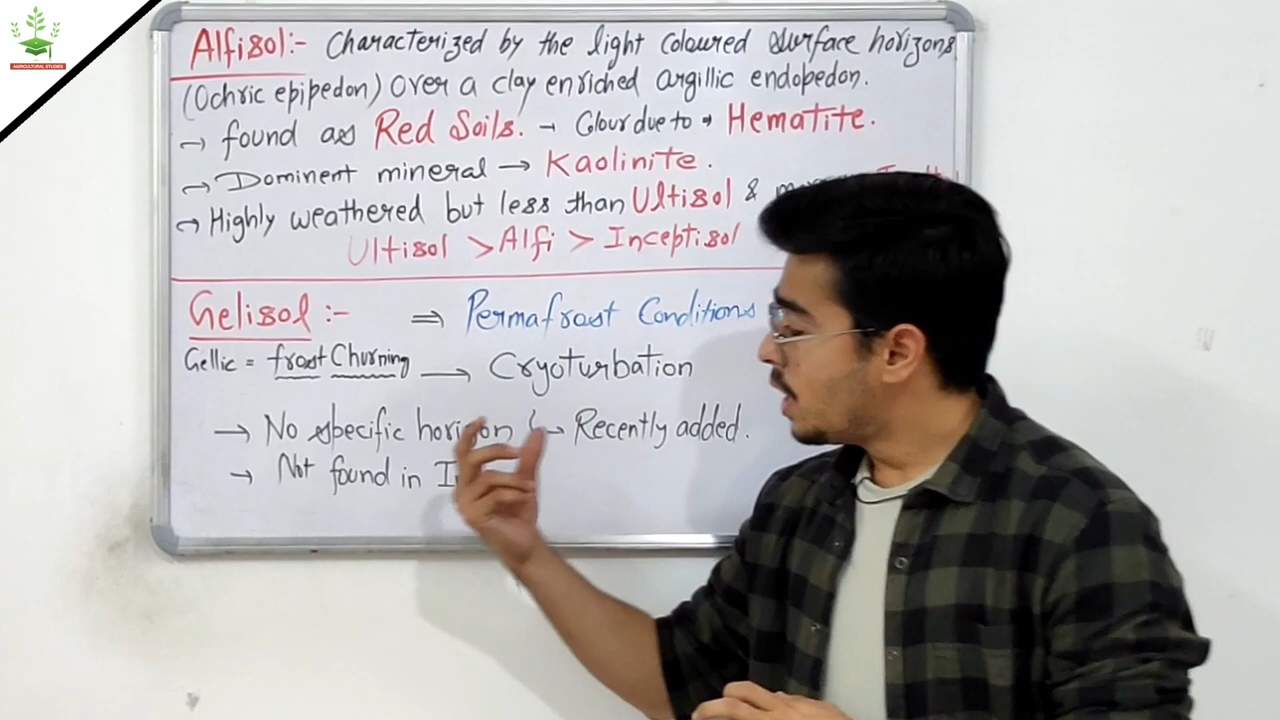 AGRICULTURAL STUDIES
Alfisol:- Characterized by the light coloured surface horizons
(Ochric epipedon) over a clay enriched argillic endopedon.
→ found as Red Soils. → Colour due to → Hematite.
→ Dominent mineral → Kaolinite.
→ Highly weathered but less than Ultisol &
Ultisol > Alfi > Inceptisol
Gelisol :- ⇒ Permafrost Conditions
Gellic = frost Churning → Cryoturbation
→ No specific horizon → Recently added.
→ Not found in